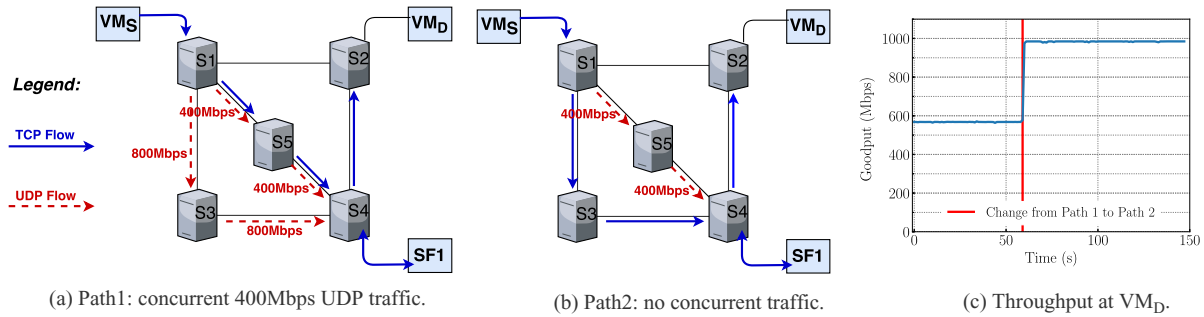 VMS
S1
S2
VMD
Legend:
TCP Flow
UDP Flow
400Mbps
S5
800Mbps
400Mbps
S3
S4
800Mbps
SF1
(a) Path1: concurrent 400Mbps UDP traffic.
VMS
S1
S2
VMD
400Mbps
S5
400Mbps
S3
S4
SF1
(b) Path2: no concurrent traffic.
Goodput (Mbps)
1000
800
600
400
200
0
Change from Path 1 to Path 2
0 50 100 150
Time (s)
(c) Throughput at VMD.